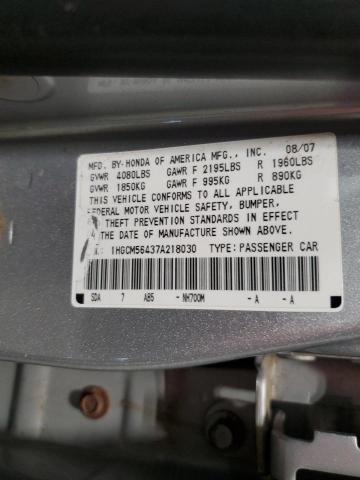 MFD. BY-HONDA OF AMERICA MFG., INC. 08/07
GVWR 4080LBS GAWR F 2195LBS R 1960LBS
GVWR 1850KG GAWR F 995KG R 890KG
THIS VEHICLE CONFORMS TO ALL APPLICABLE
FEDERAL MOTOR VEHICLE SAFETY, BUMPER,
THEFT PREVENTION STANDARDS IN EFFECT
THE DATE OF MANUFACTURE SHOWN ABOVE.
: 1HGCM56437A218030 TYPE: PASSENGER CAR
SDA 7 AB5 -NH700M -A -A